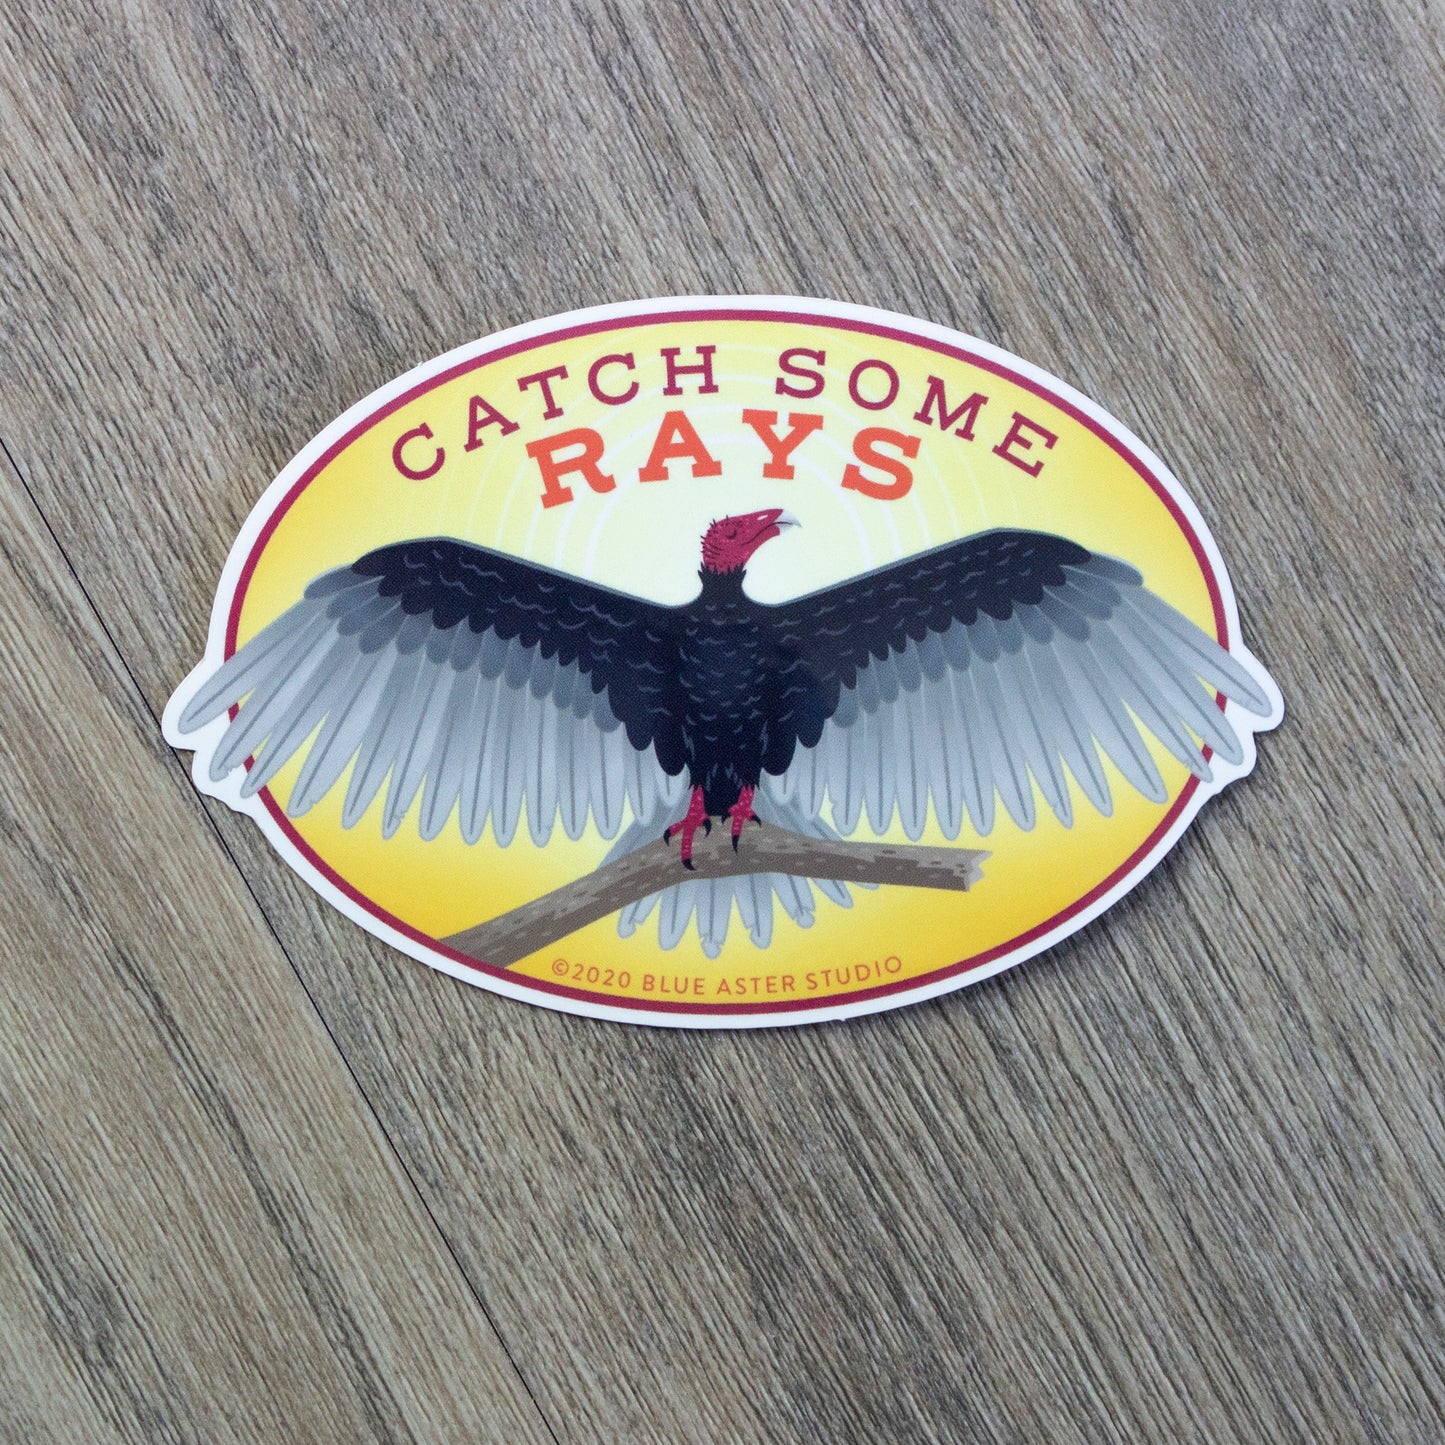 CATCH SOME
RAYS
©2020 BLUE ASTER STUDIO